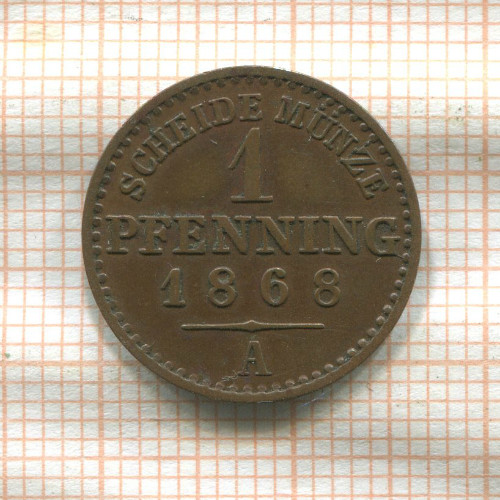 SCHEIDE MÜNZE
1
PFENNING
1868
A